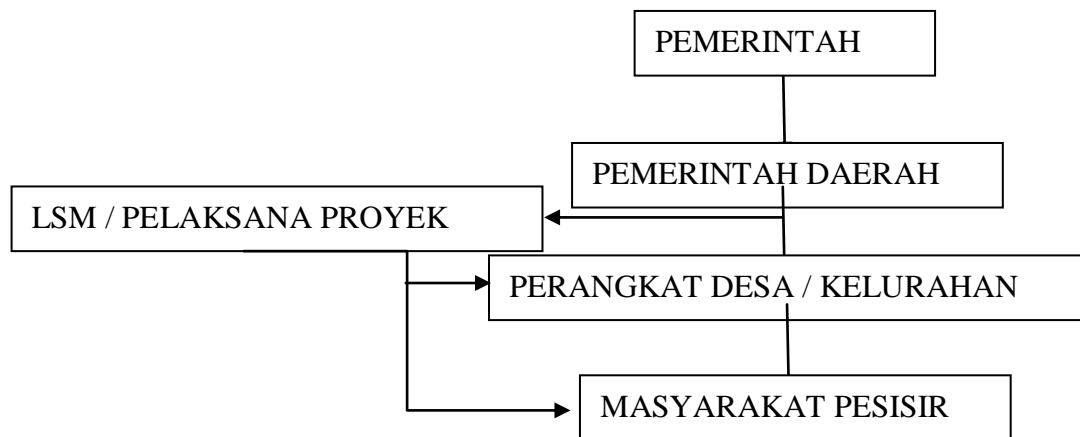 PEMERINTAH
PEMERINTAH DAERAH
LSM / PELAKSANA PROYEK
PERANGKAT DESA / KELURAHAN
MASYARAKAT PESISIR